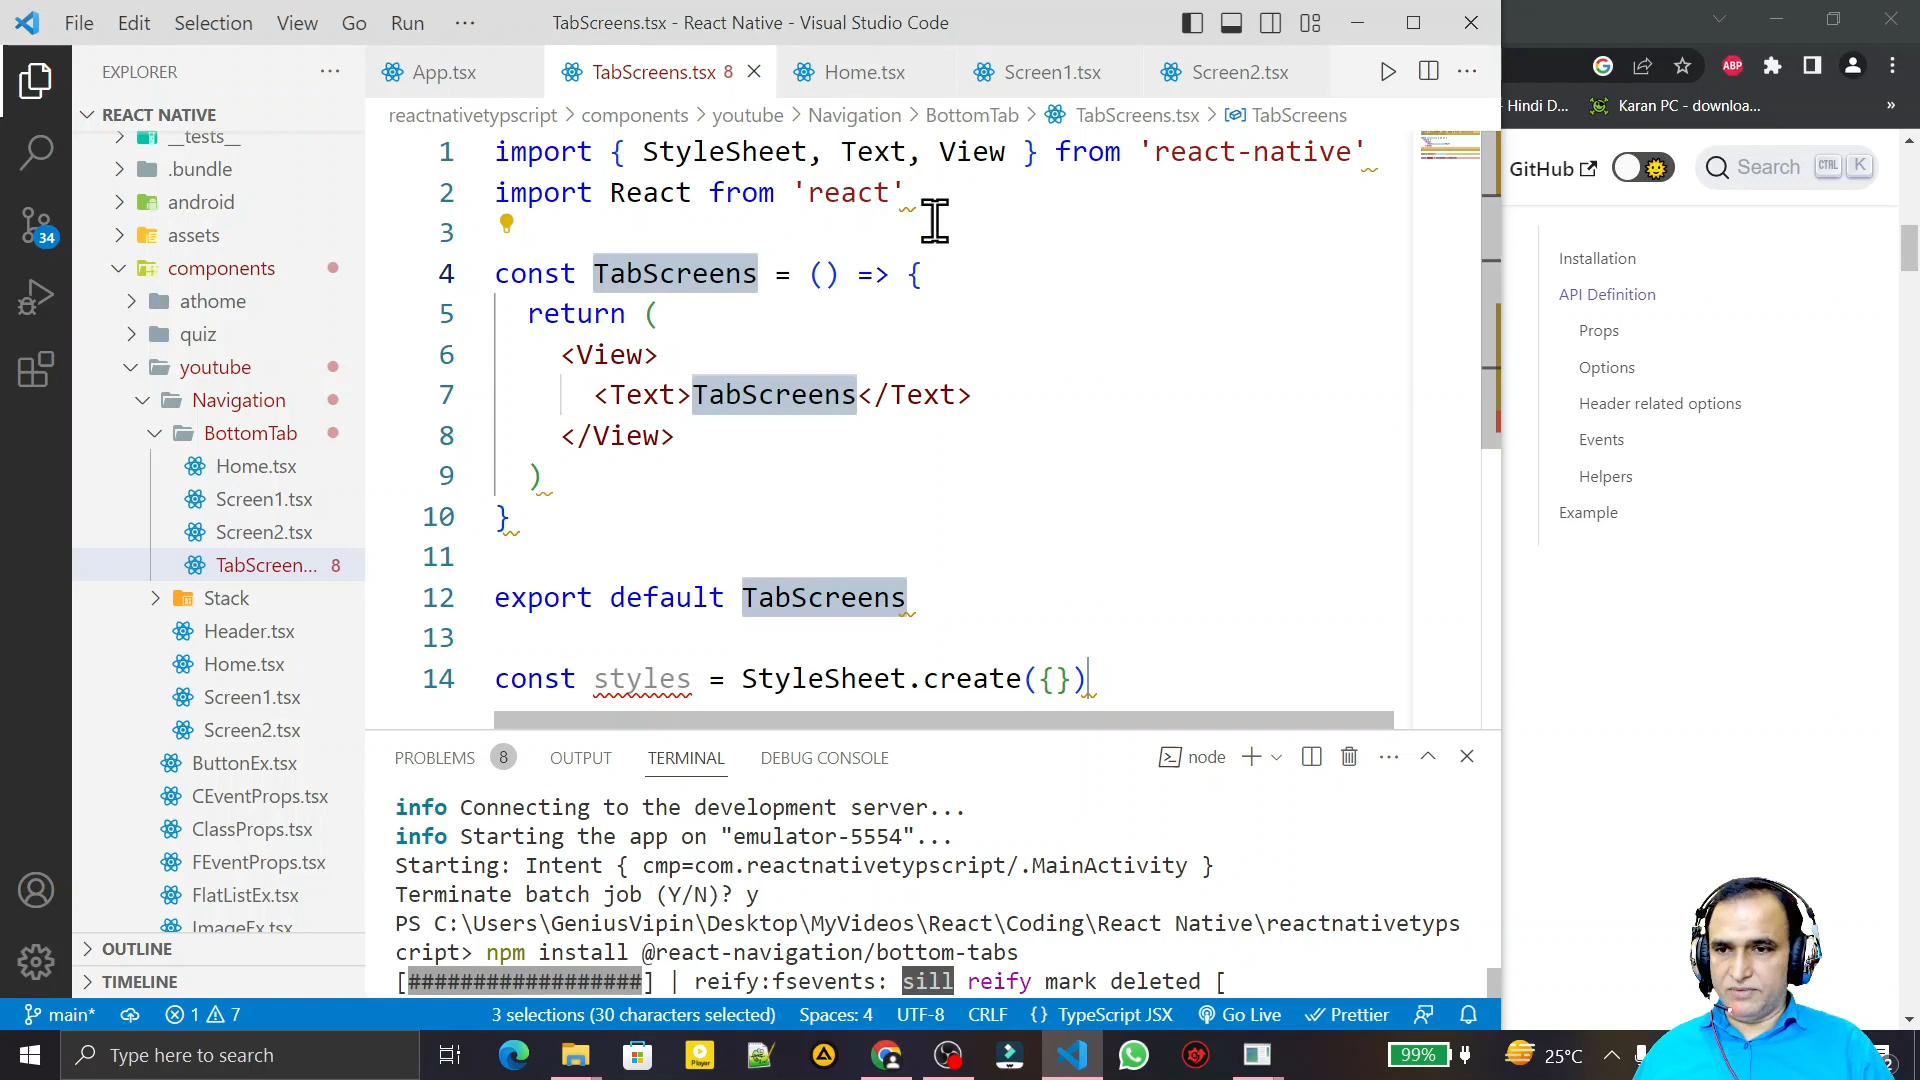 File Edit Selection View Go Run ··· TabScreens.tsx - React Native - Visual Studio Code
EXPLORER ···
App.tsx TabScreens.tsx 8 Home.tsx Screen1.tsx Screen2.tsx ···
Hindi D... Karan PC - downloa... »
ABP
REACT NATIVE
__tests__
.bundle
android
assets
components
athome
quiz
youtube
Navigation
BottomTab
Home.tsx
Screen1.tsx
Screen2.tsx
TabScreen... 8
Stack
Header.tsx
Home.tsx
Screen1.tsx
Screen2.tsx
ButtonEx.tsx
CEventProps.tsx
ClassProps.tsx
FEventProps.tsx
FlatListEx.tsx
ImageEx.tsx
OUTLINE
TIMELINE
34
reactnativetypscript > components > youtube > Navigation > BottomTab > TabScreens.tsx > TabScreens
1 import { StyleSheet, Text, View } from 'react-native'
2 import React from 'react'
3
4 const TabScreens = () => {
5 return (
6 <View>
7 <Text>TabScreens</Text>
8 </View>
9 )
10 }
11
12 export default TabScreens
13
14 const styles = StyleSheet.create({})
PROBLEMS 8 OUTPUT TERMINAL DEBUG CONSOLE node ···
info Connecting to the development server...
info Starting the app on "emulator-5554"...
Starting: Intent { cmp=com.reactnativetypscript/.MainActivity }
Terminate batch job (Y/N)? y
PS C:\Users\GeniusVipin\Desktop\MyVideos\React\Coding\React Native\reactnativetyps
cript> npm install @react-navigation/bottom-tabs
[##################] | reify:fsevents: sill reify mark deleted [
GitHub Search CTRL K
Installation
API Definition
Props
Options
Header related options
Events
Helpers
Example
main* 1 7 3 selections (30 characters selected) Spaces: 4 UTF-8 CRLF {} TypeScript JSX Go Live Prettier
Type here to search Player 99% 25°C